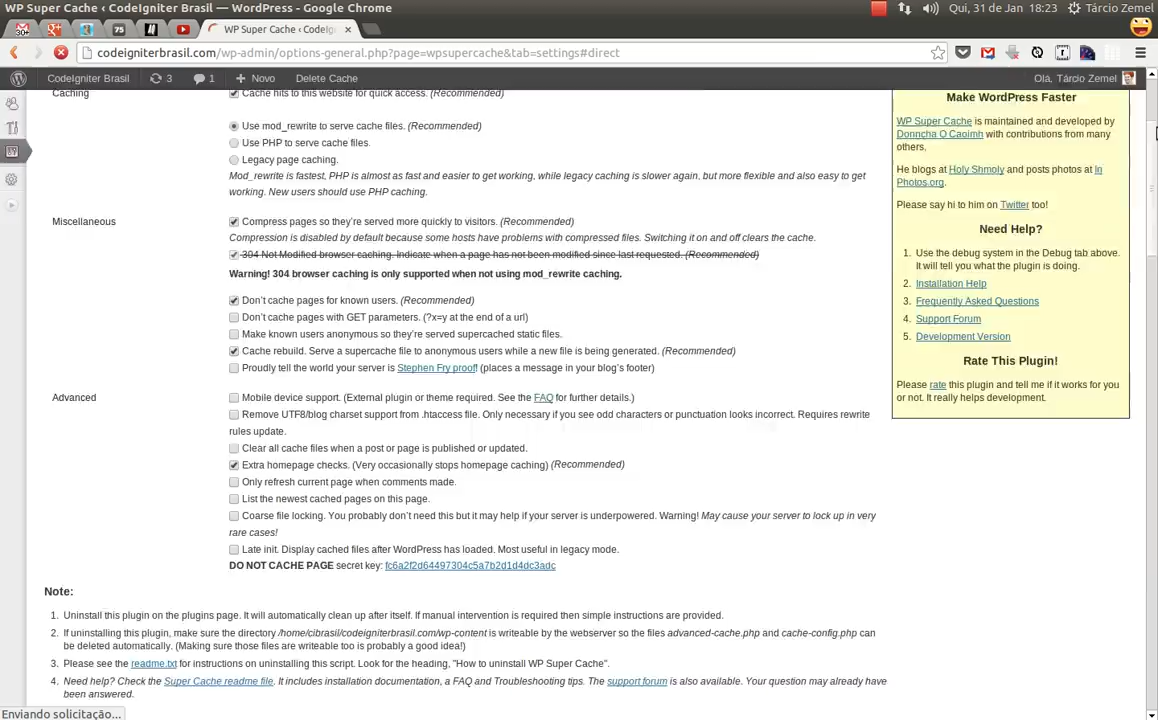 WP Super Cache ‹ CodeIgniter Brasil — WordPress - Google Chrome
Qui, 31 de Jan 18:23 Tárcio Zemel
30+
75
WP Super Cache ‹ CodeIg
codeigniterbrasil.com/wp-admin/options-general.php?page=wpsupercache&tab=settings#direct
CodeIgniter Brasil 3 1 Novo Delete Cache Olá, Tárcio Zemel
Caching
Cache hits to this website for quick access. (Recommended)
Use mod_rewrite to serve cache files. (Recommended)
Use PHP to serve cache files.
Legacy page caching.
Mod_rewrite is fastest, PHP is almost as fast and easier to get working, while legacy caching is slower again, but more flexible and also easy to get
working. New users should use PHP caching.
Miscellaneous
Compress pages so they're served more quickly to visitors. (Recommended)
Compression is disabled by default because some hosts have problems with compressed files. Switching it on and off clears the cache.
304 Not Modified browser caching. Indicate when a page has not been modified since last requested. (Recommended)
Warning! 304 browser caching is only supported when not using mod_rewrite caching.
Don't cache pages for known users. (Recommended)
Don't cache pages with GET parameters. (?x=y at the end of a url)
Make known users anonymous so they're served supercached static files.
Cache rebuild. Serve a supercache file to anonymous users while a new file is being generated. (Recommended)
Proudly tell the world your server is Stephen Fry proof! (places a message in your blog's footer)
Advanced
Mobile device support. (External plugin or theme required. See the FAQ for further details.)
Remove UTF8/blog charset support from .htaccess file. Only necessary if you see odd characters or punctuation looks incorrect. Requires rewrite
rules update.
Clear all cache files when a post or page is published or updated.
Extra homepage checks. (Very occasionally stops homepage caching) (Recommended)
Only refresh current page when comments made.
List the newest cached pages on this page.
Coarse file locking. You probably don't need this but it may help if your server is underpowered. Warning! May cause your server to lock up in very
rare cases!
Late init. Display cached files after WordPress has loaded. Most useful in legacy mode.
DO NOT CACHE PAGE secret key: fc6a2f2d64497304c5a7b2d1d4dc3adc
Note:
1. Uninstall this plugin on the plugins page. It will automatically clean up after itself. If manual intervention is required then simple instructions are provided.
2. If uninstalling this plugin, make sure the directory /home/cibrasil/codeigniterbrasil.com/wp-content is writeable by the webserver so the files advanced-cache.php and cache-config.php can
be deleted automatically. (Making sure those files are writeable too is probably a good idea!)
3. Please see the readme.txt for instructions on uninstalling this script. Look for the heading, "How to uninstall WP Super Cache".
4. Need help? Check the Super Cache readme file. It includes installation documentation, a FAQ and Troubleshooting tips. The support forum is also available. Your question may already have
been answered.
Make WordPress Faster
WP Super Cache is maintained and developed by
Donncha O Caoimh with contributions from many
others.
He blogs at Holy Shmoly and posts photos at In
Photos.org.
Please say hi to him on Twitter too!
Need Help?
1. Use the debug system in the Debug tab above.
It will tell you what the plugin is doing.
2. Installation Help
3. Frequently Asked Questions
4. Support Forum
5. Development Version
Rate This Plugin!
Please rate this plugin and tell me if it works for you
or not. It really helps development.
Enviando solicitação...